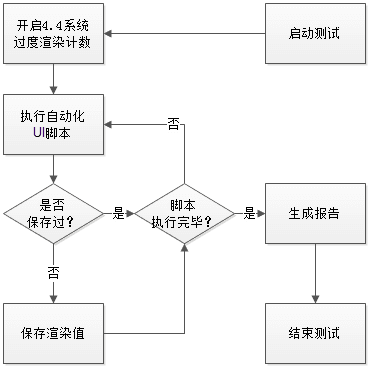 开启4.4系统
过度渲染计数
启动测试
执行自动化
UI脚本
否
是否
保存过？
是
脚本
执行完毕？
是
生成报告
否
保存渲染值
结束测试